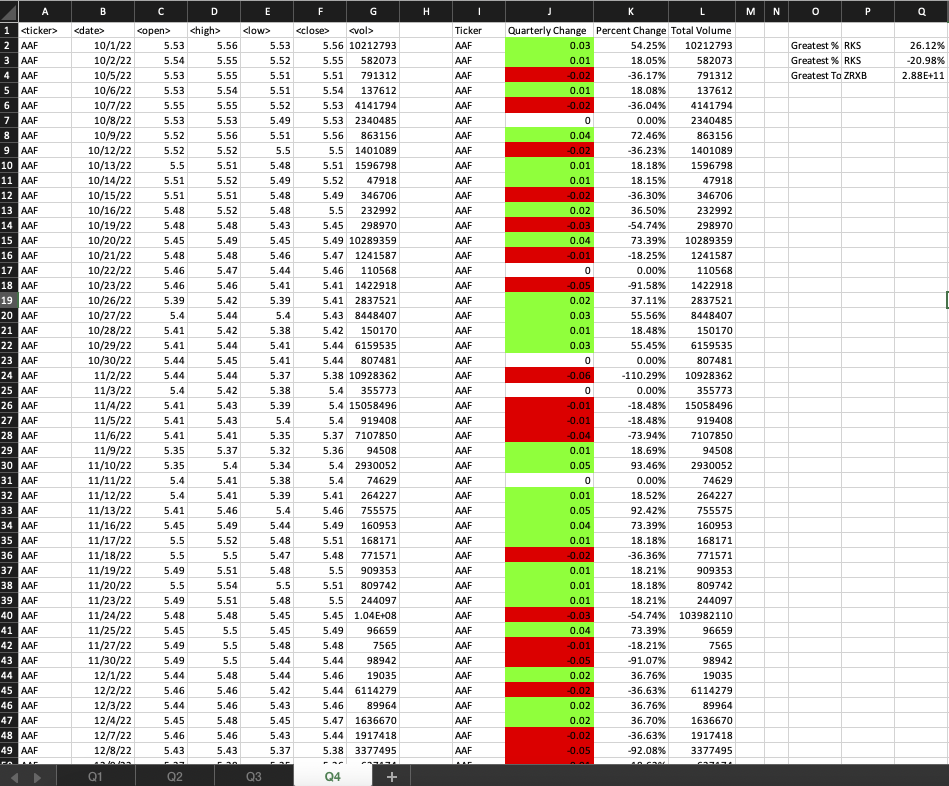 A B C D E F G H I J K L M N O P Q
1 <ticker> <date> <open> <high> <low> <close> <vol> Ticker Quarterly Change Percent Change Total Volume
2 AAF 10/1/22 5.53 5.56 5.53 5.56 10212793 AAF 0.03 54.25% 10212793 Greatest % RKS 26.12%
3 AAF 10/2/22 5.54 5.55 5.52 5.55 582073 AAF 0.01 18.05% 582073 Greatest % RKS -20.98%
4 AAF 10/5/22 5.53 5.55 5.51 5.51 791312 AAF -0.02 -36.17% 791312 Greatest To ZRXB 2.88E+11
5 AAF 10/6/22 5.53 5.54 5.51 5.54 137612 AAF 0.01 18.08% 137612
6 AAF 10/7/22 5.55 5.55 5.52 5.53 4141794 AAF -0.02 -36.04% 4141794
7 AAF 10/8/22 5.53 5.53 5.49 5.53 2340485 AAF 0 0.00% 2340485
8 AAF 10/9/22 5.52 5.56 5.51 5.56 863156 AAF 0.04 72.46% 863156
9 AAF 10/12/22 5.52 5.52 5.5 5.5 1401089 AAF -0.02 -36.23% 1401089
10 AAF 10/13/22 5.5 5.51 5.48 5.51 1596798 AAF 0.01 18.18% 1596798
11 AAF 10/14/22 5.51 5.52 5.49 5.52 47918 AAF 0.01 18.15% 47918
12 AAF 10/15/22 5.51 5.51 5.48 5.49 346706 AAF -0.02 -36.30% 346706
13 AAF 10/16/22 5.48 5.52 5.48 5.5 232992 AAF 0.02 36.50% 232992
14 AAF 10/19/22 5.48 5.48 5.43 5.45 298970 AAF -0.03 -54.74% 298970
15 AAF 10/20/22 5.45 5.49 5.45 5.49 10289359 AAF 0.04 73.39% 10289359
16 AAF 10/21/22 5.48 5.48 5.46 5.47 1241587 AAF -0.01 -18.25% 1241587
17 AAF 10/22/22 5.46 5.47 5.44 5.46 110568 AAF 0 0.00% 110568
18 AAF 10/23/22 5.46 5.46 5.41 5.41 1422918 AAF -0.05 -91.58% 1422918
19 AAF 10/26/22 5.39 5.42 5.39 5.41 2837521 AAF 0.02 37.11% 2837521
20 AAF 10/27/22 5.4 5.44 5.4 5.43 8448407 AAF 0.03 55.56% 8448407
21 AAF 10/28/22 5.41 5.42 5.38 5.42 150170 AAF 0.01 18.48% 150170
22 AAF 10/29/22 5.41 5.44 5.41 5.44 6159535 AAF 0.03 55.45% 6159535
23 AAF 10/30/22 5.44 5.45 5.41 5.44 807481 AAF 0 0.00% 807481
24 AAF 11/2/22 5.44 5.44 5.37 5.38 10928362 AAF -0.06 -110.29% 10928362
25 AAF 11/3/22 5.4 5.42 5.38 5.4 355773 AAF 0 0.00% 355773
26 AAF 11/4/22 5.41 5.43 5.39 5.4 15058496 AAF -0.01 -18.48% 15058496
27 AAF 11/5/22 5.41 5.43 5.4 5.4 919408 AAF -0.01 -18.48% 919408
28 AAF 11/6/22 5.41 5.41 5.35 5.37 7107850 AAF -0.04 -73.94% 7107850
29 AAF 11/9/22 5.35 5.37 5.32 5.36 94508 AAF 0.01 18.69% 94508
30 AAF 11/10/22 5.35 5.4 5.34 5.4 2930052 AAF 0.05 93.46% 2930052
31 AAF 11/11/22 5.4 5.41 5.38 5.4 74629 AAF 0 0.00% 74629
32 AAF 11/12/22 5.4 5.41 5.39 5.41 264227 AAF 0.01 18.52% 264227
33 AAF 11/13/22 5.41 5.46 5.4 5.46 755575 AAF 0.05 92.42% 755575
34 AAF 11/16/22 5.45 5.49 5.44 5.49 160953 AAF 0.04 73.39% 160953
35 AAF 11/17/22 5.5 5.52 5.48 5.51 168171 AAF 0.01 18.18% 168171
36 AAF 11/18/22 5.5 5.5 5.47 5.48 771571 AAF -0.02 -36.36% 771571
37 AAF 11/19/22 5.49 5.51 5.48 5.5 909353 AAF 0.01 18.21% 909353
38 AAF 11/20/22 5.5 5.54 5.5 5.51 809742 AAF 0.01 18.18% 809742
39 AAF 11/23/22 5.49 5.51 5.48 5.5 244097 AAF 0.01 18.21% 244097
40 AAF 11/24/22 5.48 5.48 5.45 5.45 1.04E+08 AAF -0.03 -54.74% 103982110
41 AAF 11/25/22 5.45 5.5 5.45 5.49 96659 AAF 0.04 73.39% 96659
42 AAF 11/27/22 5.49 5.5 5.48 5.48 7565 AAF -0.01 -18.21% 7565
43 AAF 11/30/22 5.49 5.5 5.44 5.44 98942 AAF -0.05 -91.07% 98942
44 AAF 12/1/22 5.44 5.48 5.44 5.46 19035 AAF 0.02 36.76% 19035
45 AAF 12/2/22 5.46 5.46 5.42 5.44 6114279 AAF -0.02 -36.63% 6114279
46 AAF 12/3/22 5.44 5.46 5.43 5.46 89964 AAF 0.02 36.76% 89964
47 AAF 12/4/22 5.45 5.48 5.45 5.47 1636670 AAF 0.02 36.70% 1636670
48 AAF 12/7/22 5.46 5.46 5.43 5.44 1917418 AAF -0.02 -36.63% 1917418
49 AAF 12/8/22 5.43 5.43 5.37 5.38 3377495 AAF -0.05 -92.08% 3377495
Q1 Q2 Q3 Q4 +